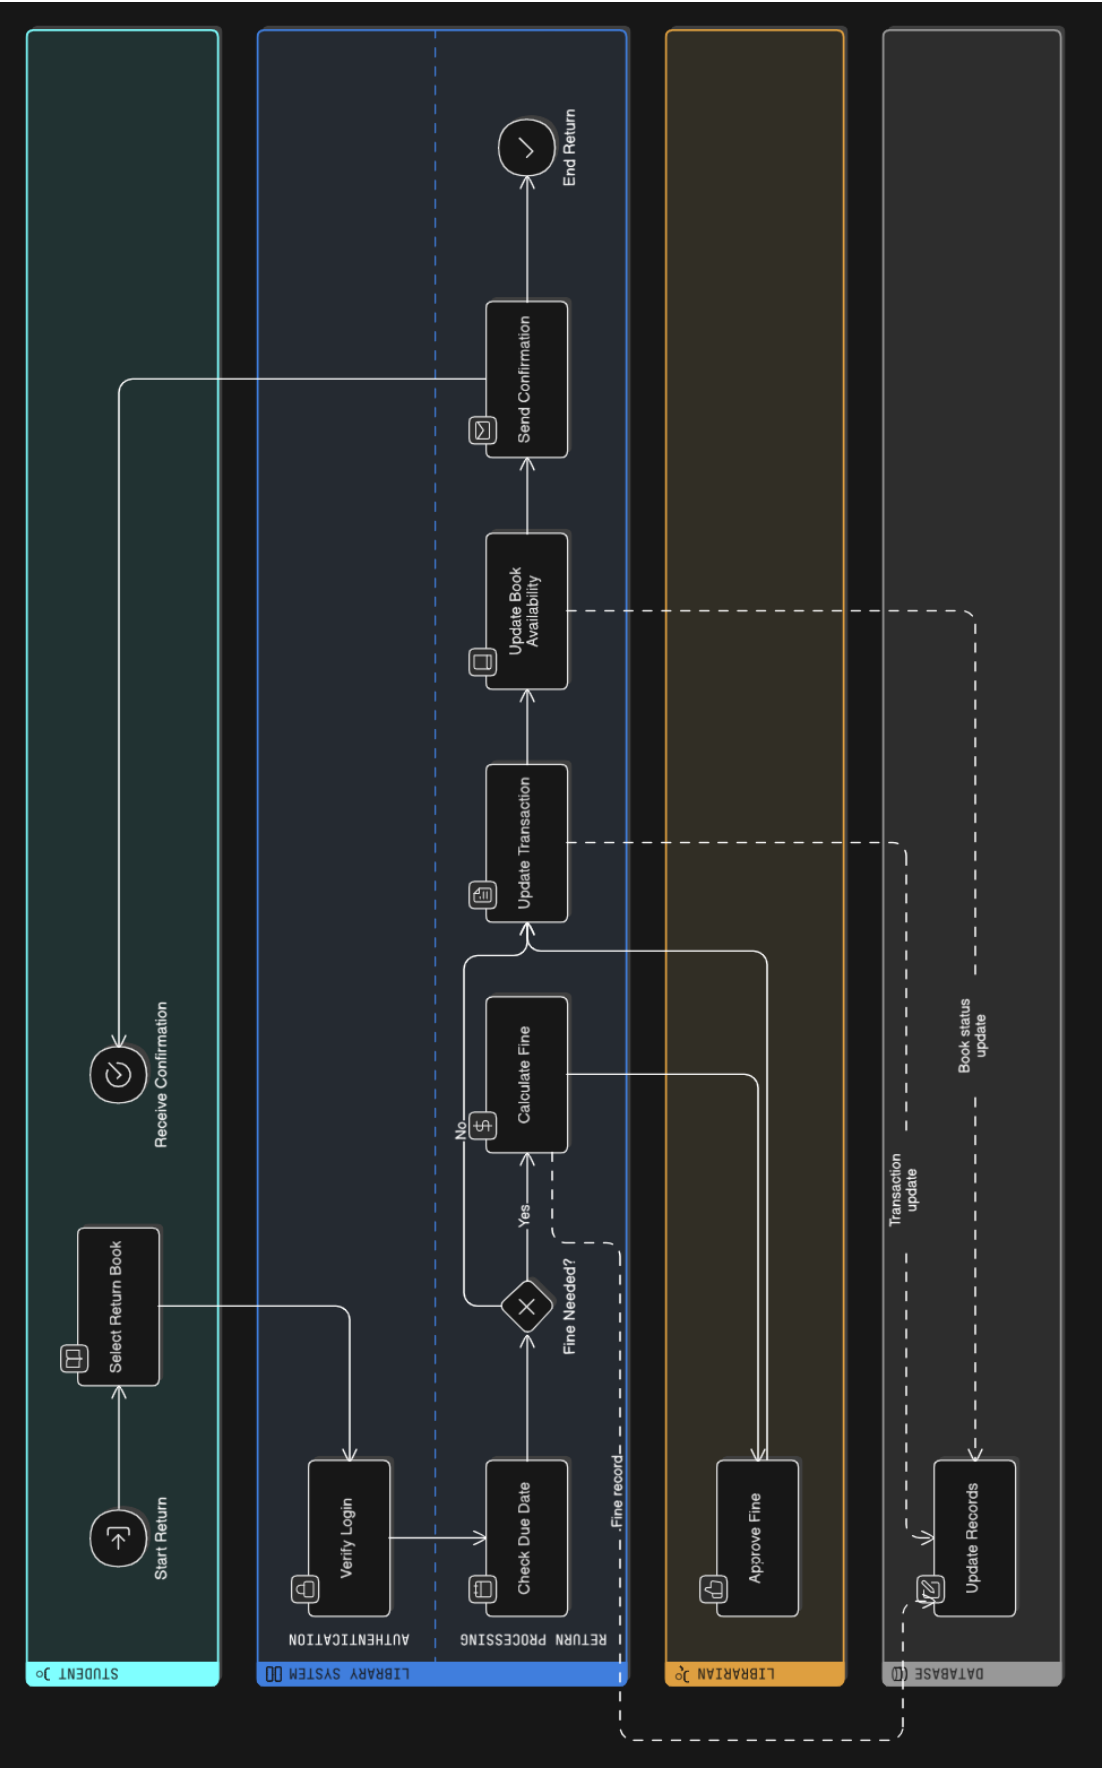 STUDENT
Start Return
Select Return Book
Receive Confirmation
LIBRARY SYSTEM
AUTHENTICATION
Verify Login
RETURN PROCESSING
Check Due Date
Fine Needed?
Yes
No
Calculate Fine
Update Transaction
Update Book
Availability
Send Confirmation
End Return
Fine record
LIBRARIAN
Approve Fine
DATABASE
Update Records
Transaction
update
Book status
update